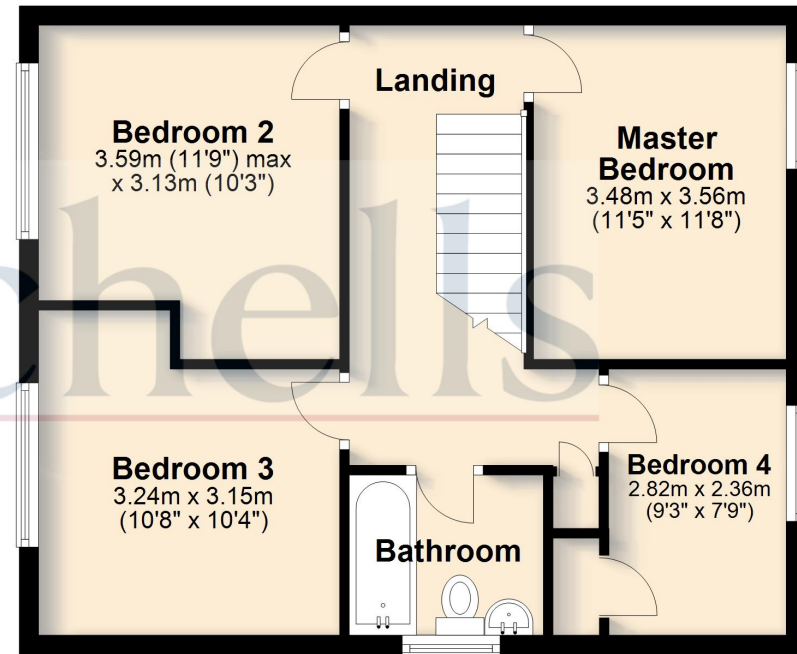 Landing
Bedroom 2
3.59m (11'9") max
x 3.13m (10'3")
Master
Bedroom
3.48m x 3.56m
(11'5" x 11'8")
chells
Bedroom 3
3.24m x 3.15m
(10'8" x 10'4")
Bedroom 4
2.82m x 2.36m
(9'3" x 7'9")
Bathroom